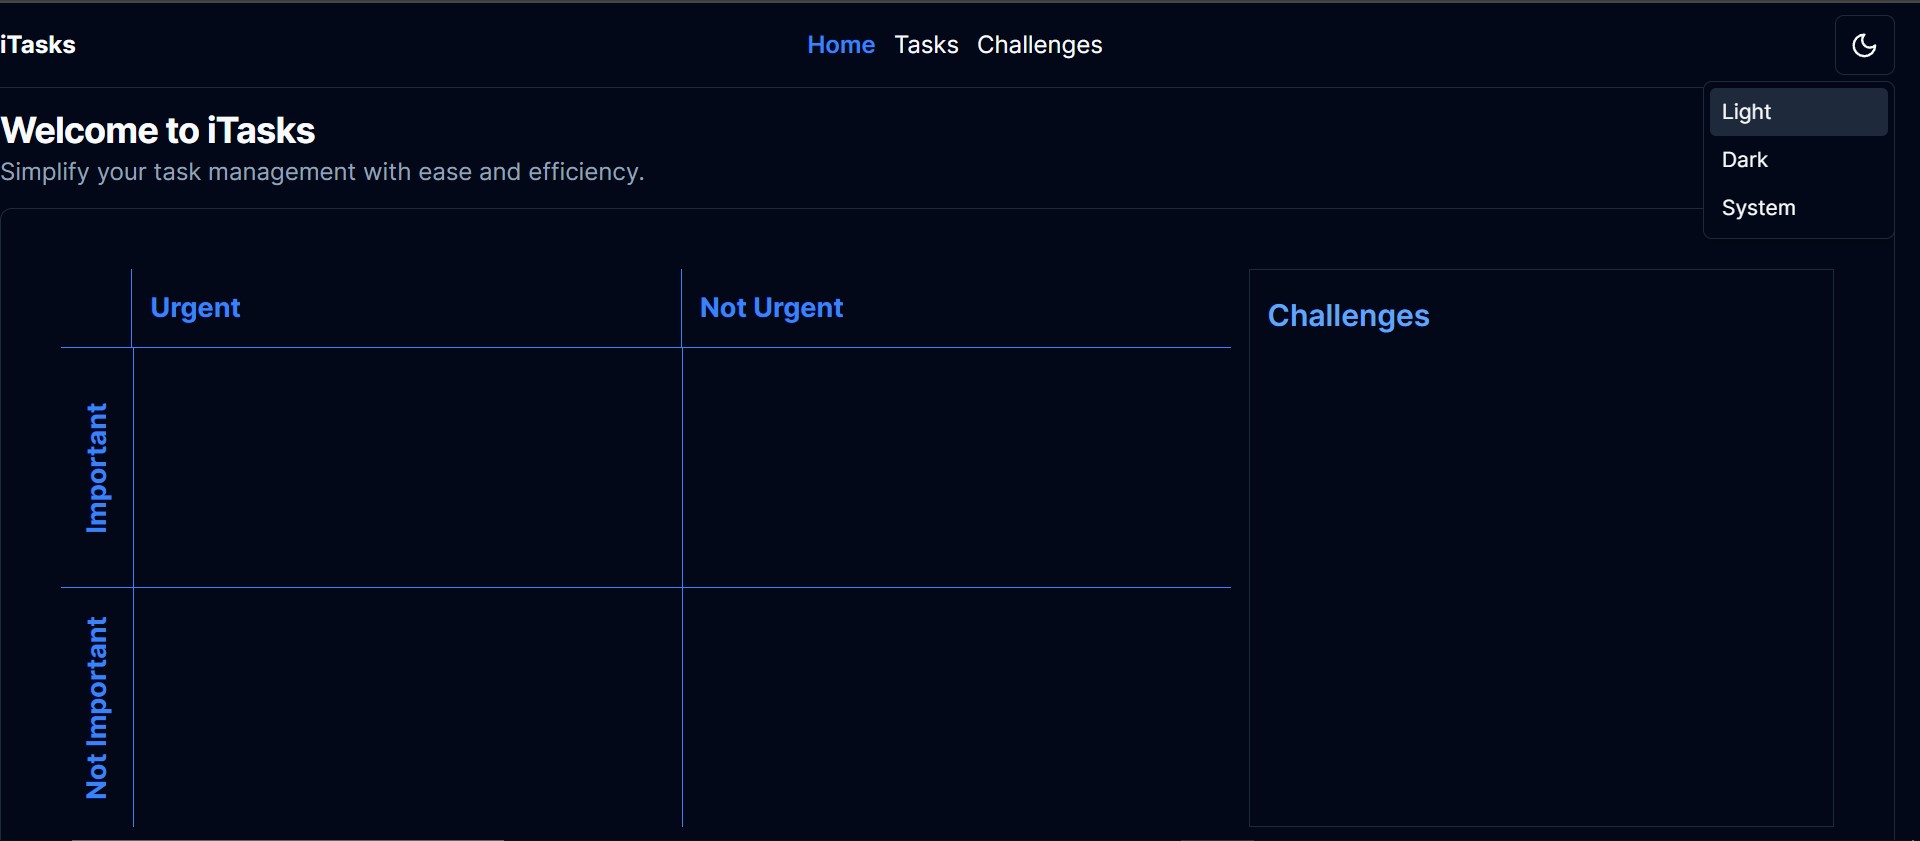 iTasks
Home Tasks Challenges
Light
Dark
System
Welcome to iTasks
Simplify your task management with ease and efficiency.
Urgent
Not Urgent
Important
Not Important
Challenges